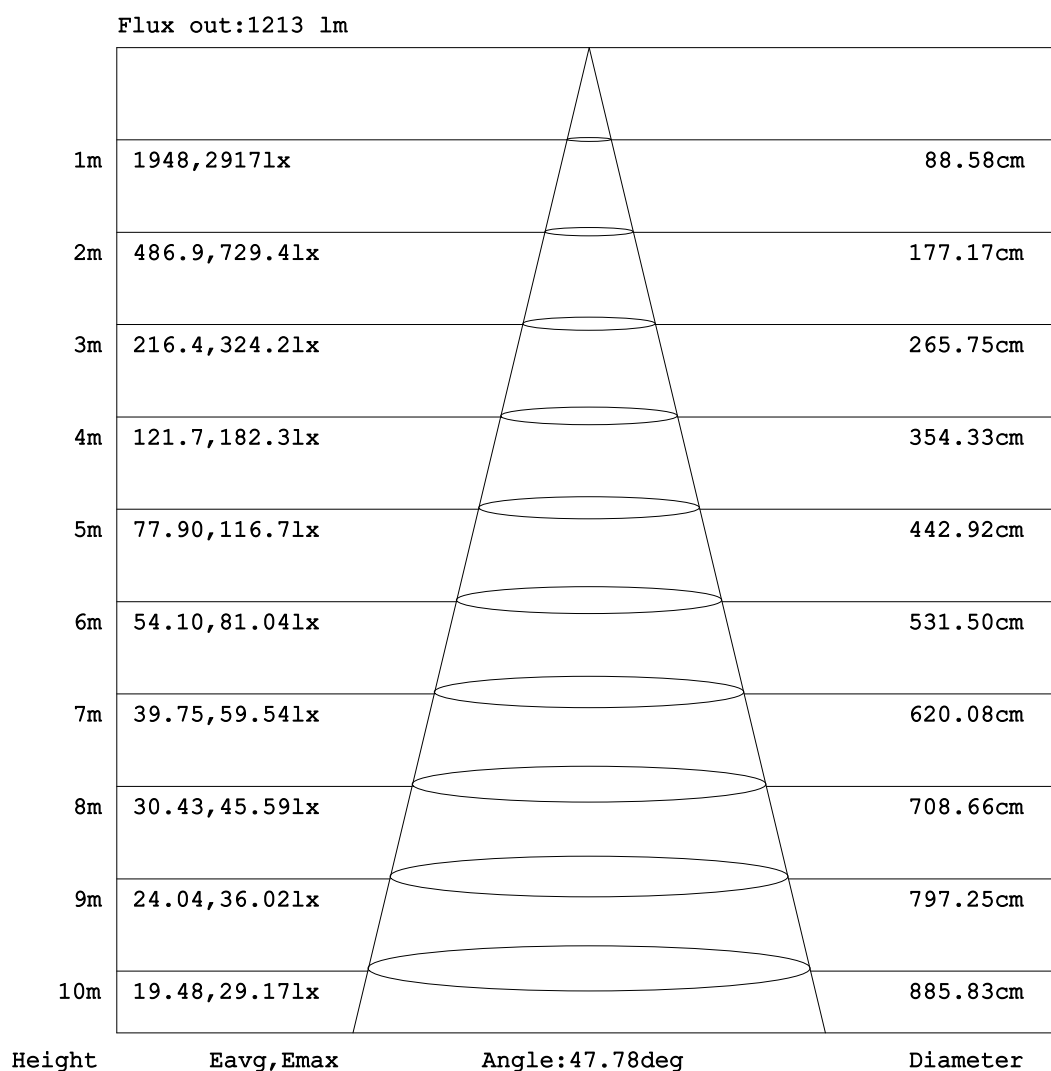 Flux out:1213 lm
1m 1948,2917lx 88.58cm
2m 486.9,729.4lx 177.17cm
3m 216.4,324.2lx 265.75cm
4m 121.7,182.3lx 354.33cm
5m 77.90,116.7lx 442.92cm
6m 54.10,81.04lx 531.50cm
7m 39.75,59.54lx 620.08cm
8m 30.43,45.59lx 708.66cm
9m 24.04,36.02lx 797.25cm
10m 19.48,29.17lx 885.83cm
Height Eavg,Emax Angle:47.78deg Diameter